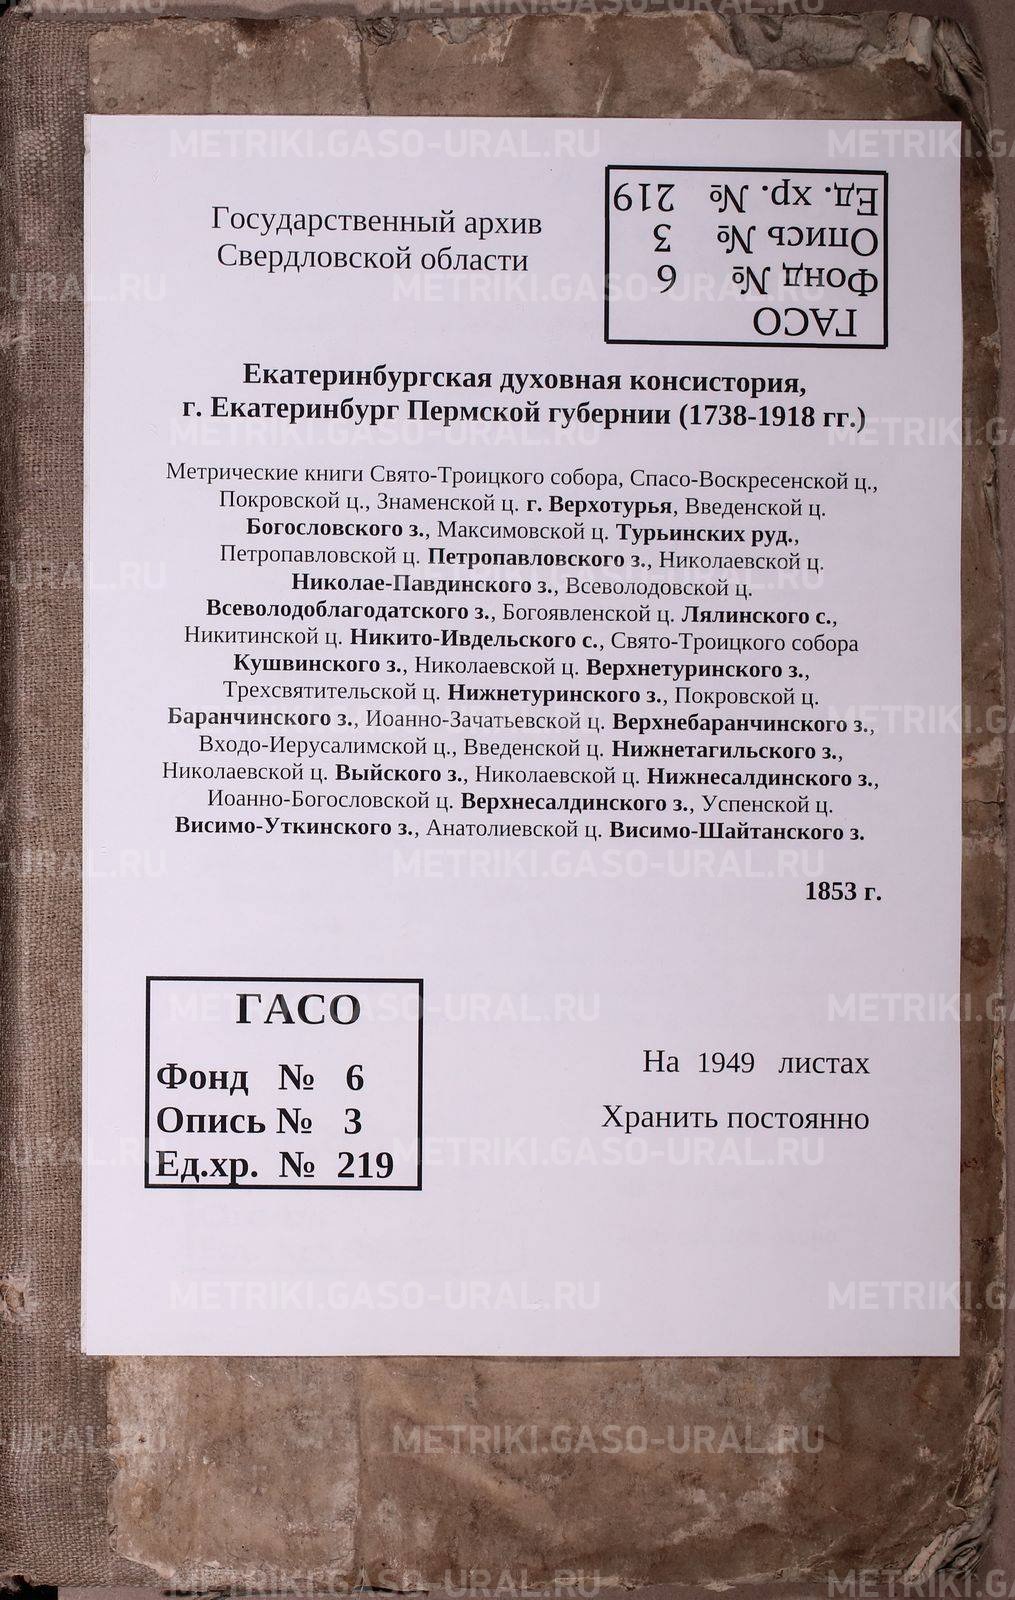 Государственный архив
Свердловской области
ГАСО
Фонд № 6
Опись № 3
Ед. хр. № 219
Екатеринбургская духовная консистория,
г. Екатеринбург Пермской губернии (1738-1918 гг.)
Метрические книги Свято-Троицкого собора, Спасо-Воскресенской ц.,
Покровской ц., Знаменской ц. г. Верхотурья, Введенской ц.
Богословского з., Максимовской ц. Турьинских руд.,
Петропавловской ц. Петропавловского з., Николаевской ц.
Николае-Павдинского з., Всеволодовской ц.
Всеволодоблагодатского з., Богоявленской ц. Лялинского с.,
Никитинской ц. Никито-Ивдельского с., Свято-Троицкого собора
Кушвинского з., Николаевской ц. Верхнетуринского з.,
Трехсвятительской ц. Нижнетуринского з., Покровской ц.
Баранчинского з., Иоанно-Зачатьевской ц. Верхнебаранчинского з.,
Входо-Иерусалимской ц., Введенской ц. Нижнетагильского з.,
Николаевской ц. Выйского з., Николаевской ц. Нижнесалдинского з.,
Иоанно-Богословской ц. Верхнесалдинского з., Успенской ц.
Висимо-Уткинского з., Анатолиевской ц. Висимо-Шайтанского з.
1853 г.
ГАСО
Фонд № 6
Опись № 3
Ед.хр. № 219
На 1949 листах
Хранить постоянно
METRIKI.GASO-URAL.RU